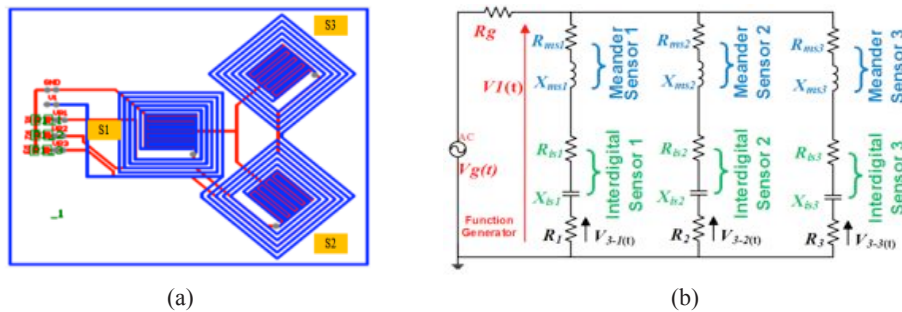 S3
GND
S1
S2
(a)
Rg
V1(t)
AC
Vg(t)
Function
Generator
Rms1
Xms1
Meander
Sensor 1
Ris1
Xis1
Interdigital
Sensor 1
R1
V3-1(t)
Rms2
Xms2
Meander
Sensor 2
Ris2
Xis2
Interdigital
Sensor 2
R2
V3-2(t)
Rms3
Xms3
Meander
Sensor 3
Ris3
Xis3
Interdigital
Sensor 3
R3
V3-3(t)
(b)